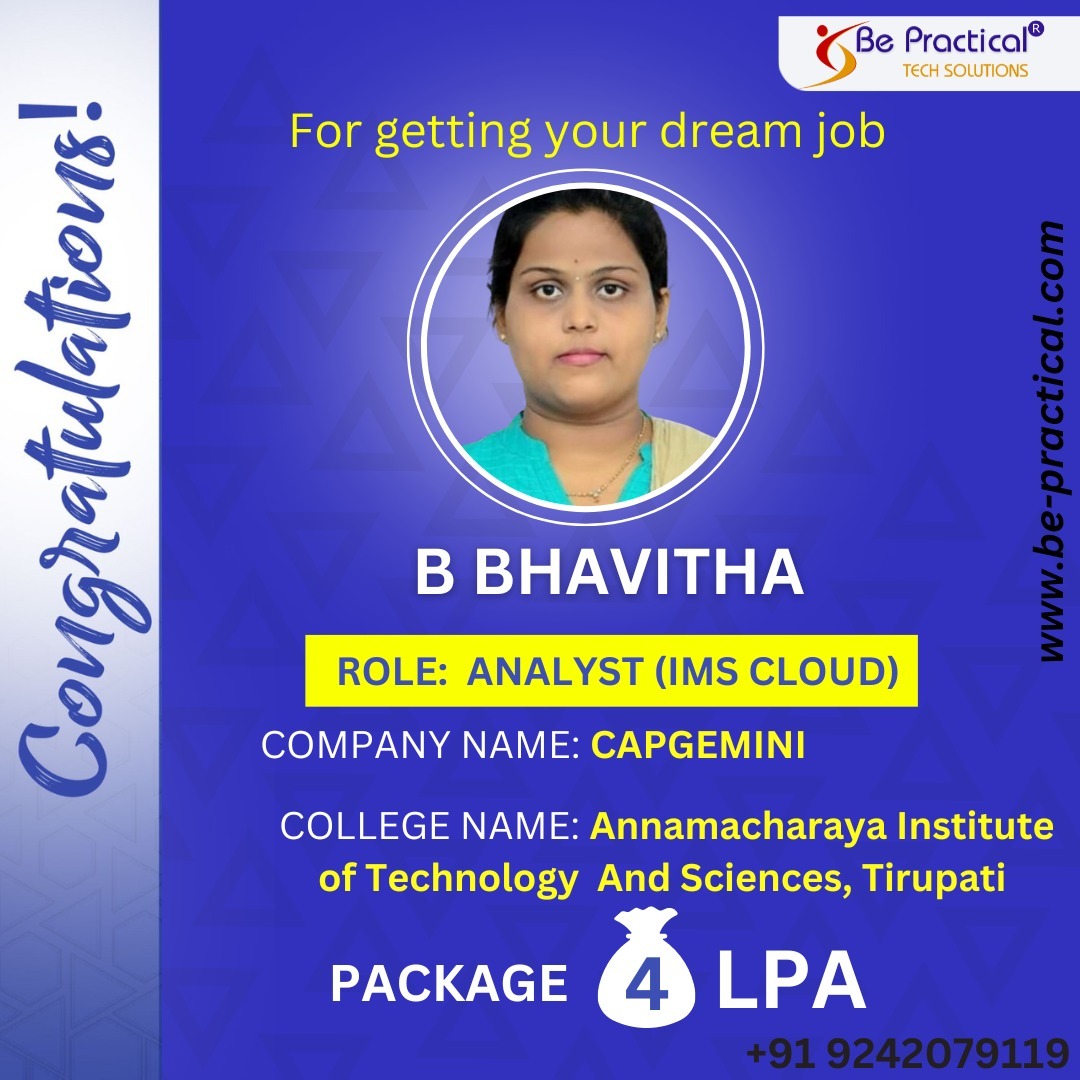 Be Practical®
TECH SOLUTIONS
Congratulations!
For getting your dream job
www.be-practical.com
B BHAVITHA
ROLE: ANALYST (IMS CLOUD)
COMPANY NAME: CAPGEMINI
COLLEGE NAME: Annamacharaya Institute
of Technology And Sciences, Tirupati
PACKAGE 4 LPA
+91 9242079119